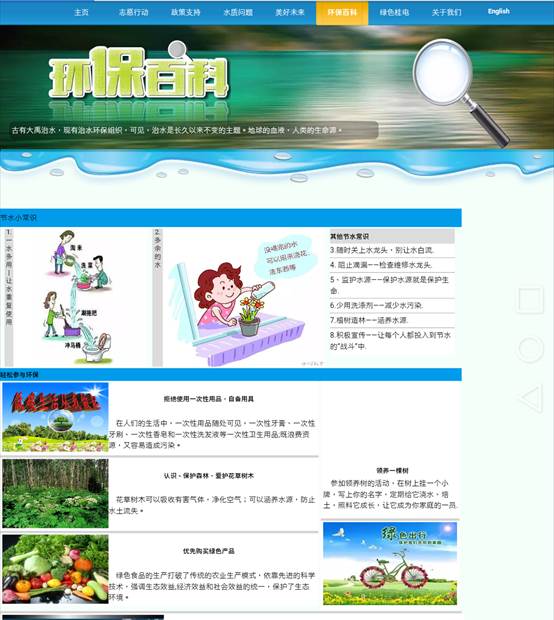 主页 志愿行动 政策支持 水质问题 美好未来 环保百科 绿色桂电 关于我们 English
环保百科
古有大禹治水，现有治水环保组织。可见，治水是长久以来不变的主题。地球的血液，人类的生命源。
节水小常识
1.一水多用—让水重复使用
淘米
洗菜
涮拖把
冲马桶
2.多余的水
没喝完的水
可以用来浇花,
洗东西等
其他节水常识
3.随时关上水龙头，别让水白流.
4. 阻止滴漏——检查维修水龙头.
5、监护水源——保护水源就是保护生
命.
6.少用洗涤剂——减少水污染.
7.植树造林——涵养水源.
8.积极宣传——让每个人都投入到节水
的“战斗”中.
轻松参与环保
拒绝使用一次性用品，自备用具
在人们的生活中，一次性用品随处可见，一次性牙膏、一次性
牙刷、一次性香皂和一次性洗发液等一次性卫生用品,既浪费资
源，又容易造成污染。
认识、保护森林，爱护花草树木
花草树木可以吸收有害气体，净化空气；可以涵养水源，防止
水土流失。
优先购买绿色产品
绿色食品的生产打破了传统的农业生产模式，依靠先进的科学
技术，强调生态效益,经济效益和社会效益的统一，保护了生态
环境。
领养一棵树
参加领养树的活动，在树上挂一个小
牌，写上你的名字，定期给它浇水、培
土，照料它成长，让它成为你家庭的一员.
绿色出行